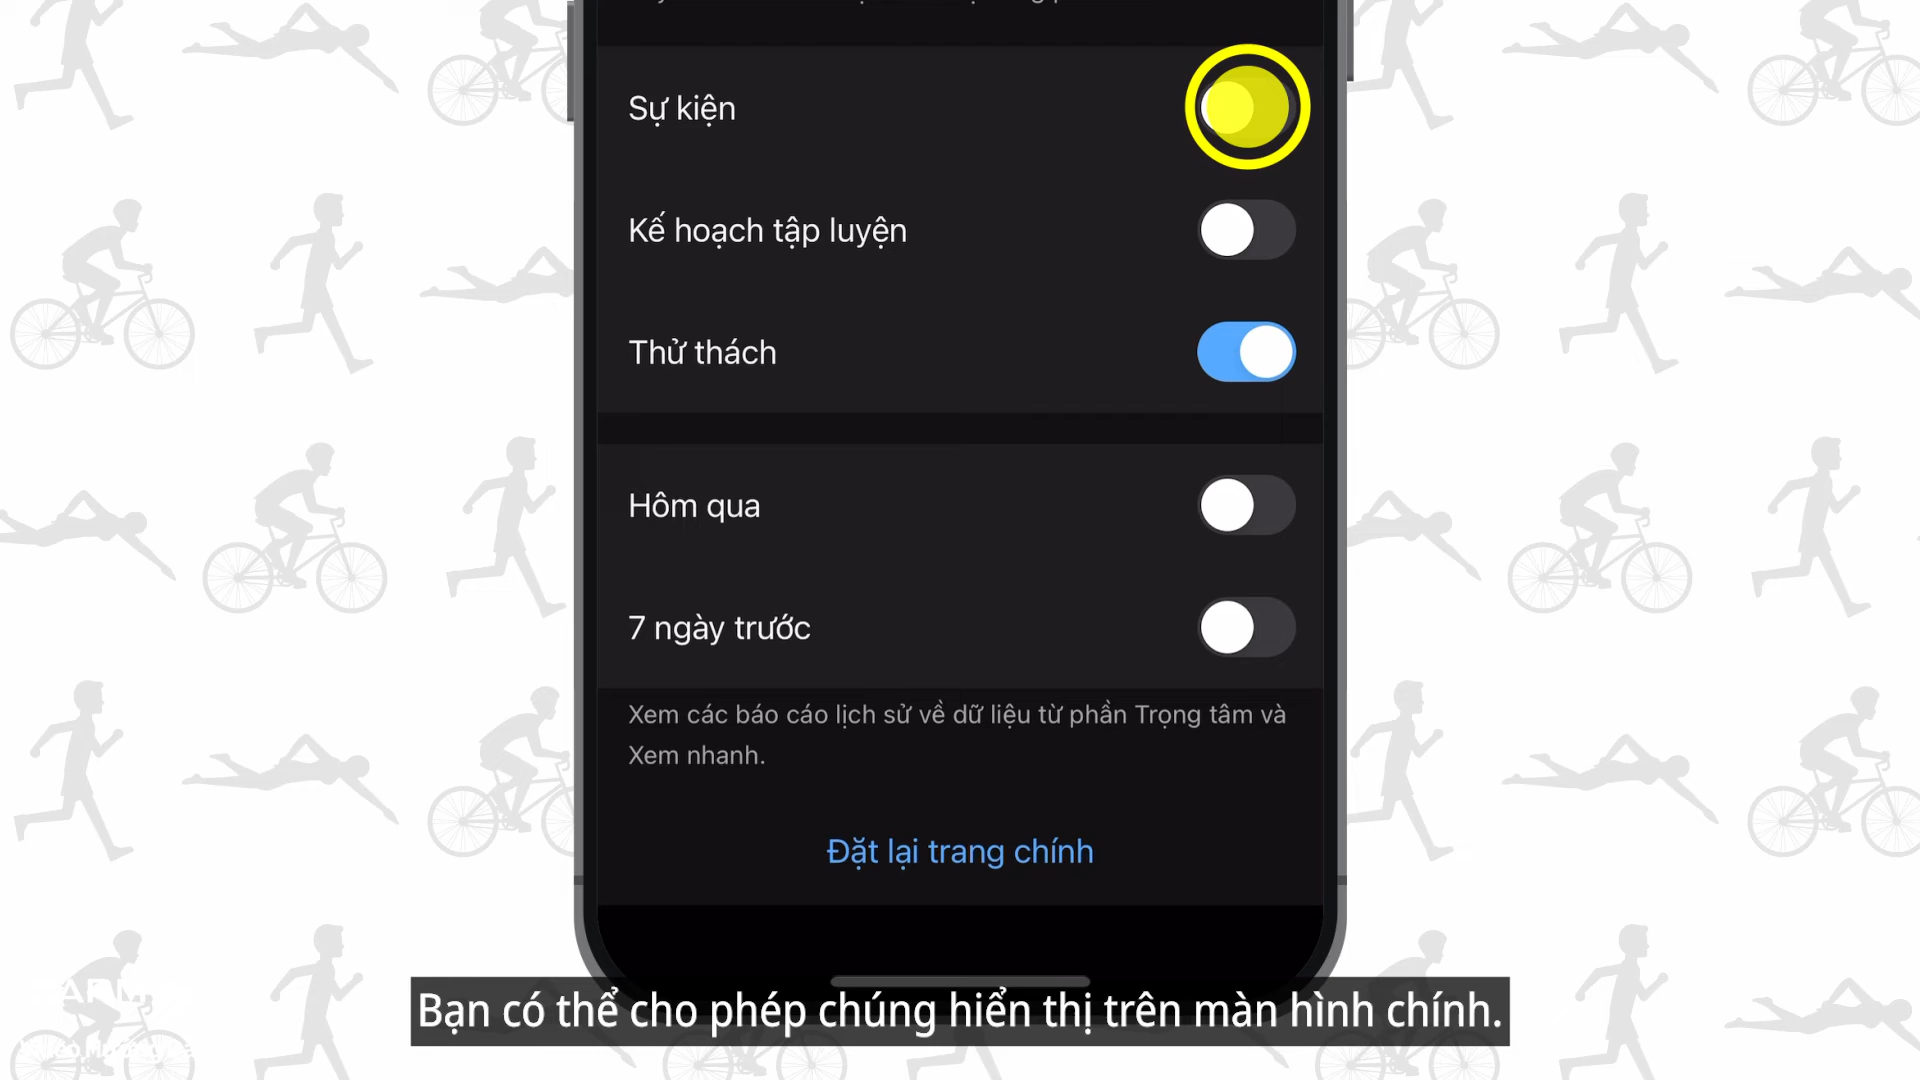 Sự kiện
Kế hoạch tập luyện
Thử thách
Hôm qua
7 ngày trước
Xem các báo cáo lịch sử về dữ liệu từ phần Trọng tâm và
Xem nhanh.
Đặt lại trang chính
Bạn có thể cho phép chúng hiển thị trên màn hình chính.